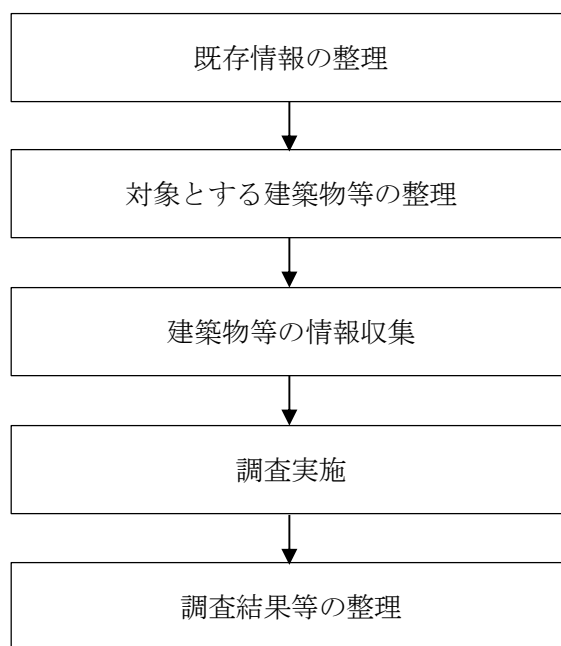 既存情報の整理
対象とする建築物等の整理
建築物等の情報収集
調査実施
調査結果等の整理